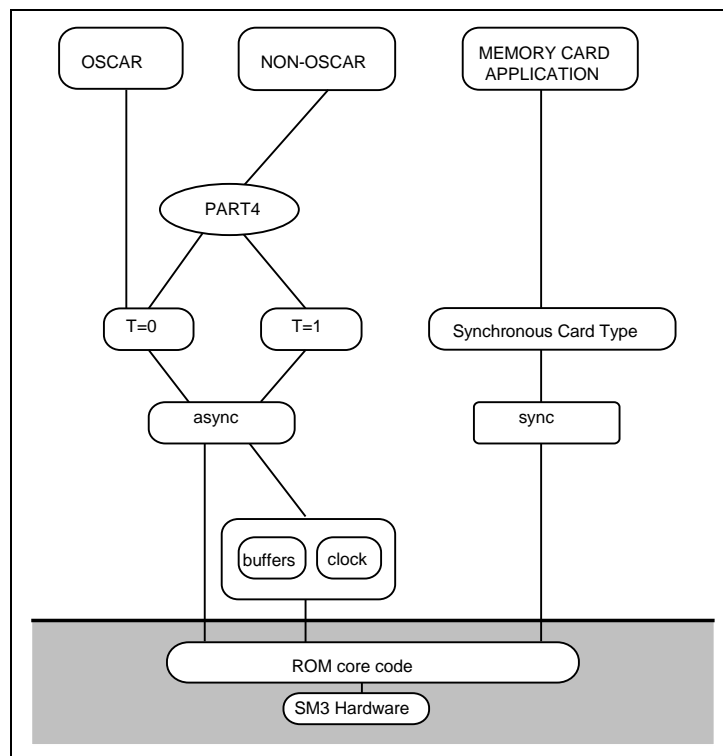 OSCAR
NON-OSCAR
MEMORY CARD
APPLICATION
PART4
T=0
T=1
Synchronous Card Type
async
sync
buffers
clock
ROM core code
SM3 Hardware